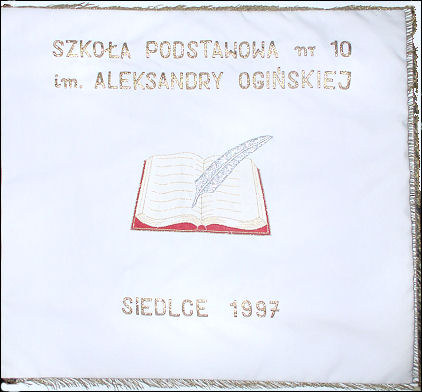 SZKOŁA PODSTAWOWA nr 10
im. ALEKSANDRY OGIŃSKIEJ
SIEDLCE 1997